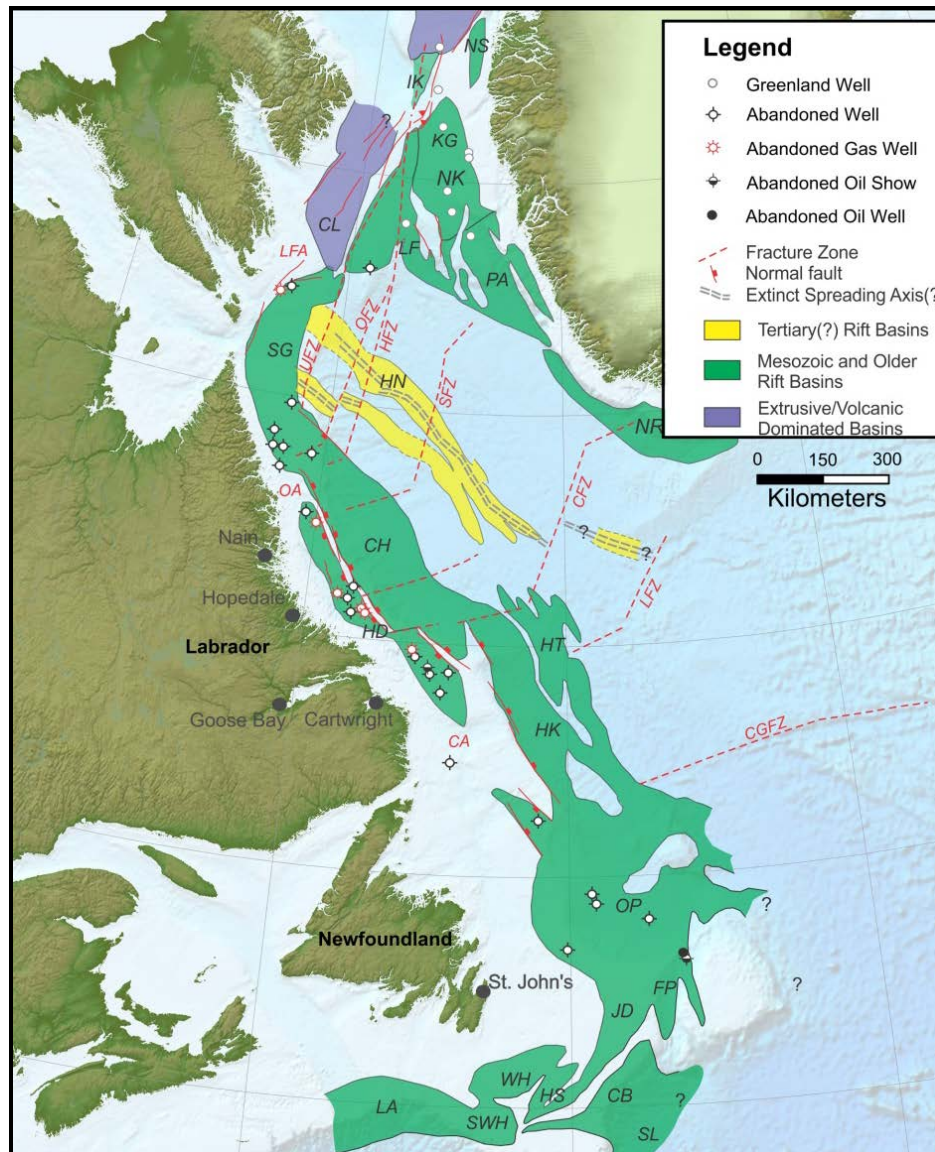 NS
IK
?
KG
NK
CL
LF
LFA
PA
SG
UFZ
OFZ
HFZ
HN
SFZ
NR
CFZ
OA
Nain
CH
?
?
LFZ
Hopedale
HD
HT
Labrador
Goose Bay
Cartwright
HK
CA
CGFZ
OP
?
Newfoundland
St. John's
FP
?
JD
WH
HS
CB
?
LA
SWH
SL
Legend
Greenland Well
Abandoned Well
Abandoned Gas Well
Abandoned Oil Show
Abandoned Oil Well
Fracture Zone
Normal fault
Extinct Spreading Axis(?)
Tertiary(?) Rift Basins
Mesozoic and Older
Rift Basins
Extrusive/Volcanic
Dominated Basins
0 150 300
Kilometers